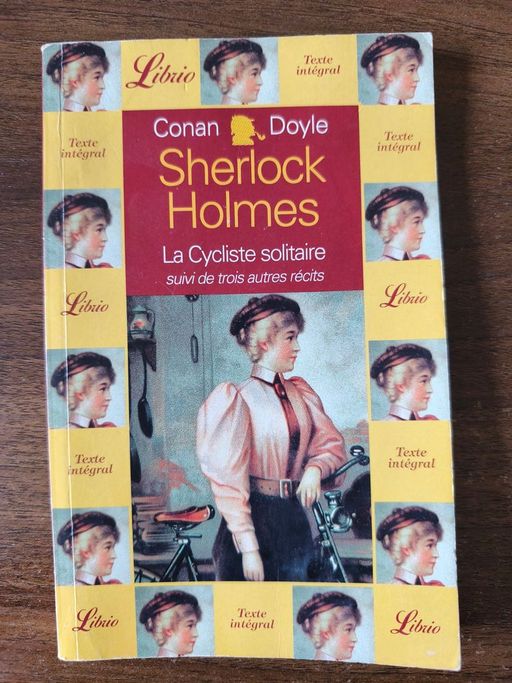 Librio
Texte
intégral
Texte
intégral
Conan Doyle
Texte
intégral
Sherlock
Holmes
La Cycliste solitaire
suivi de trois autres récits
Librio
Librio
Texte
intégral
Texte
intégral
Librio
Texte
intégral
Librio